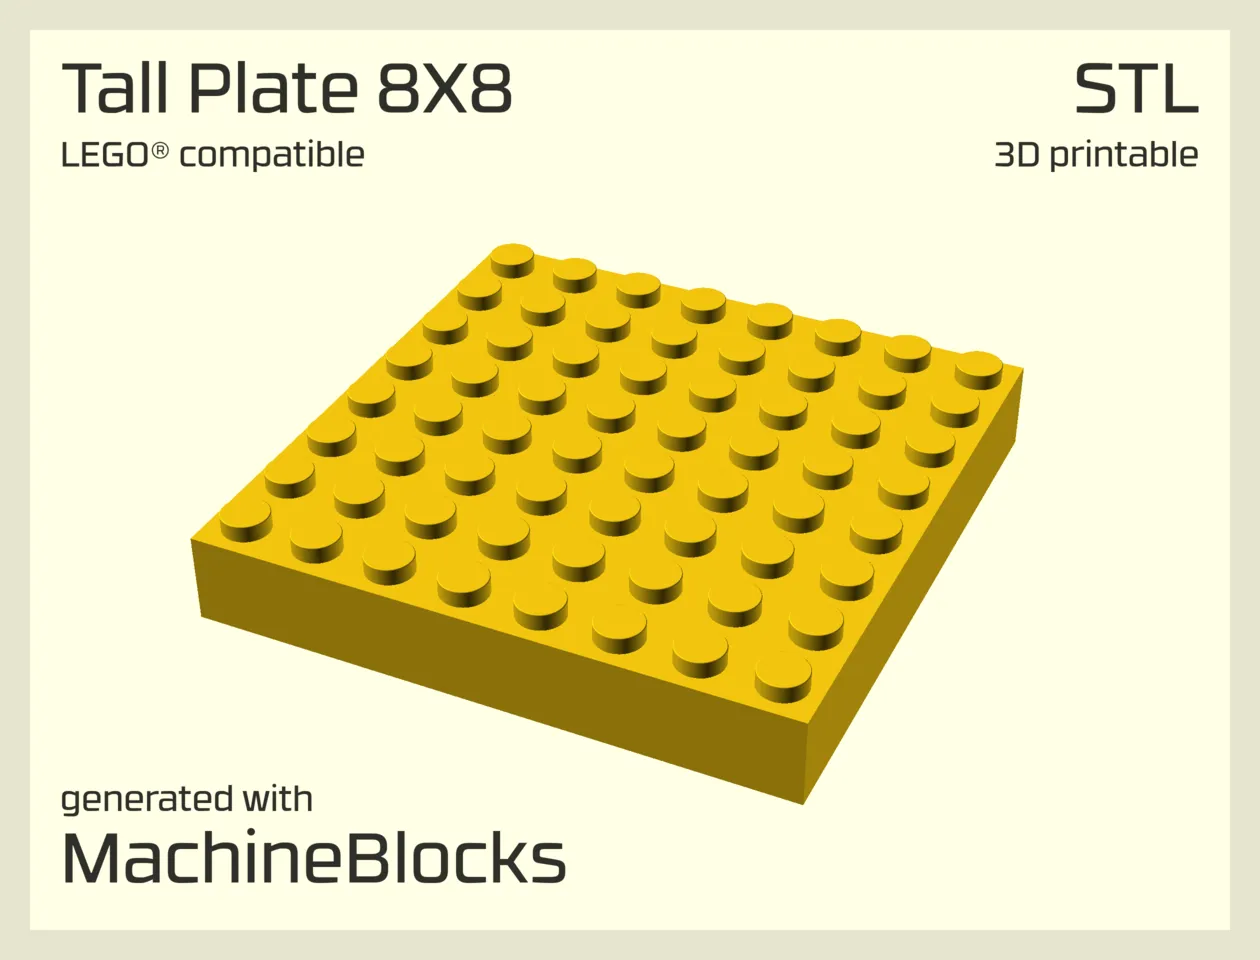 Tall Plate 8X8
LEGO® compatible
STL
3D printable
generated with
MachineBlocks